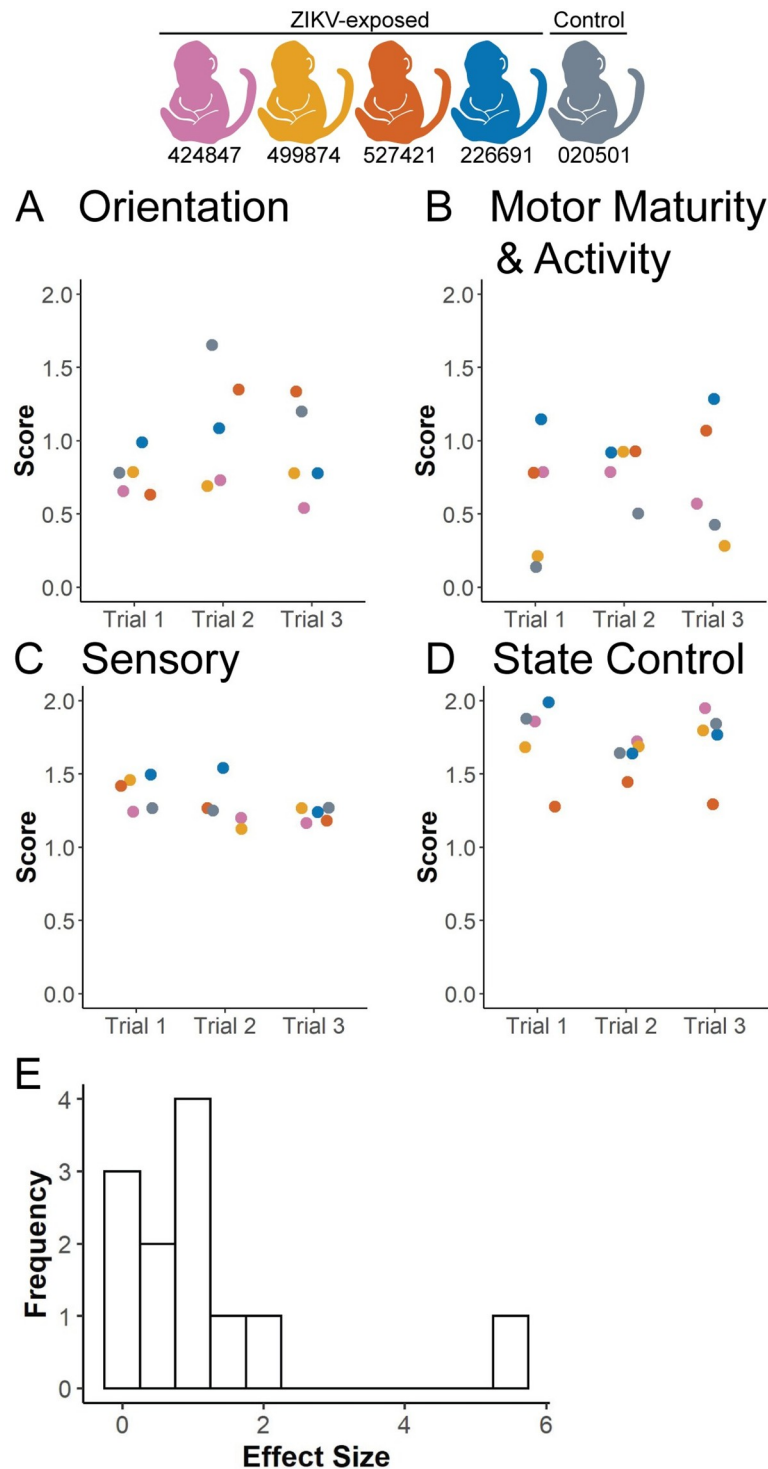 ZIKV-exposed Control
424847 499874 527421 226691 020501
A Orientation
B Motor Maturity
& Activity
2.0
1.5
1.0
0.5
0.0
Score
Trial 1 Trial 2 Trial 3
2.0
1.5
1.0
0.5
0.0
Score
Trial 1 Trial 2 Trial 3
C Sensory
D State Control
2.0
1.5
1.0
0.5
0.0
Score
Trial 1 Trial 2 Trial 3
2.0
1.5
1.0
0.5
0.0
Score
Trial 1 Trial 2 Trial 3
E
4
3
2
1
0
Frequency
0 2 4 6
Effect Size